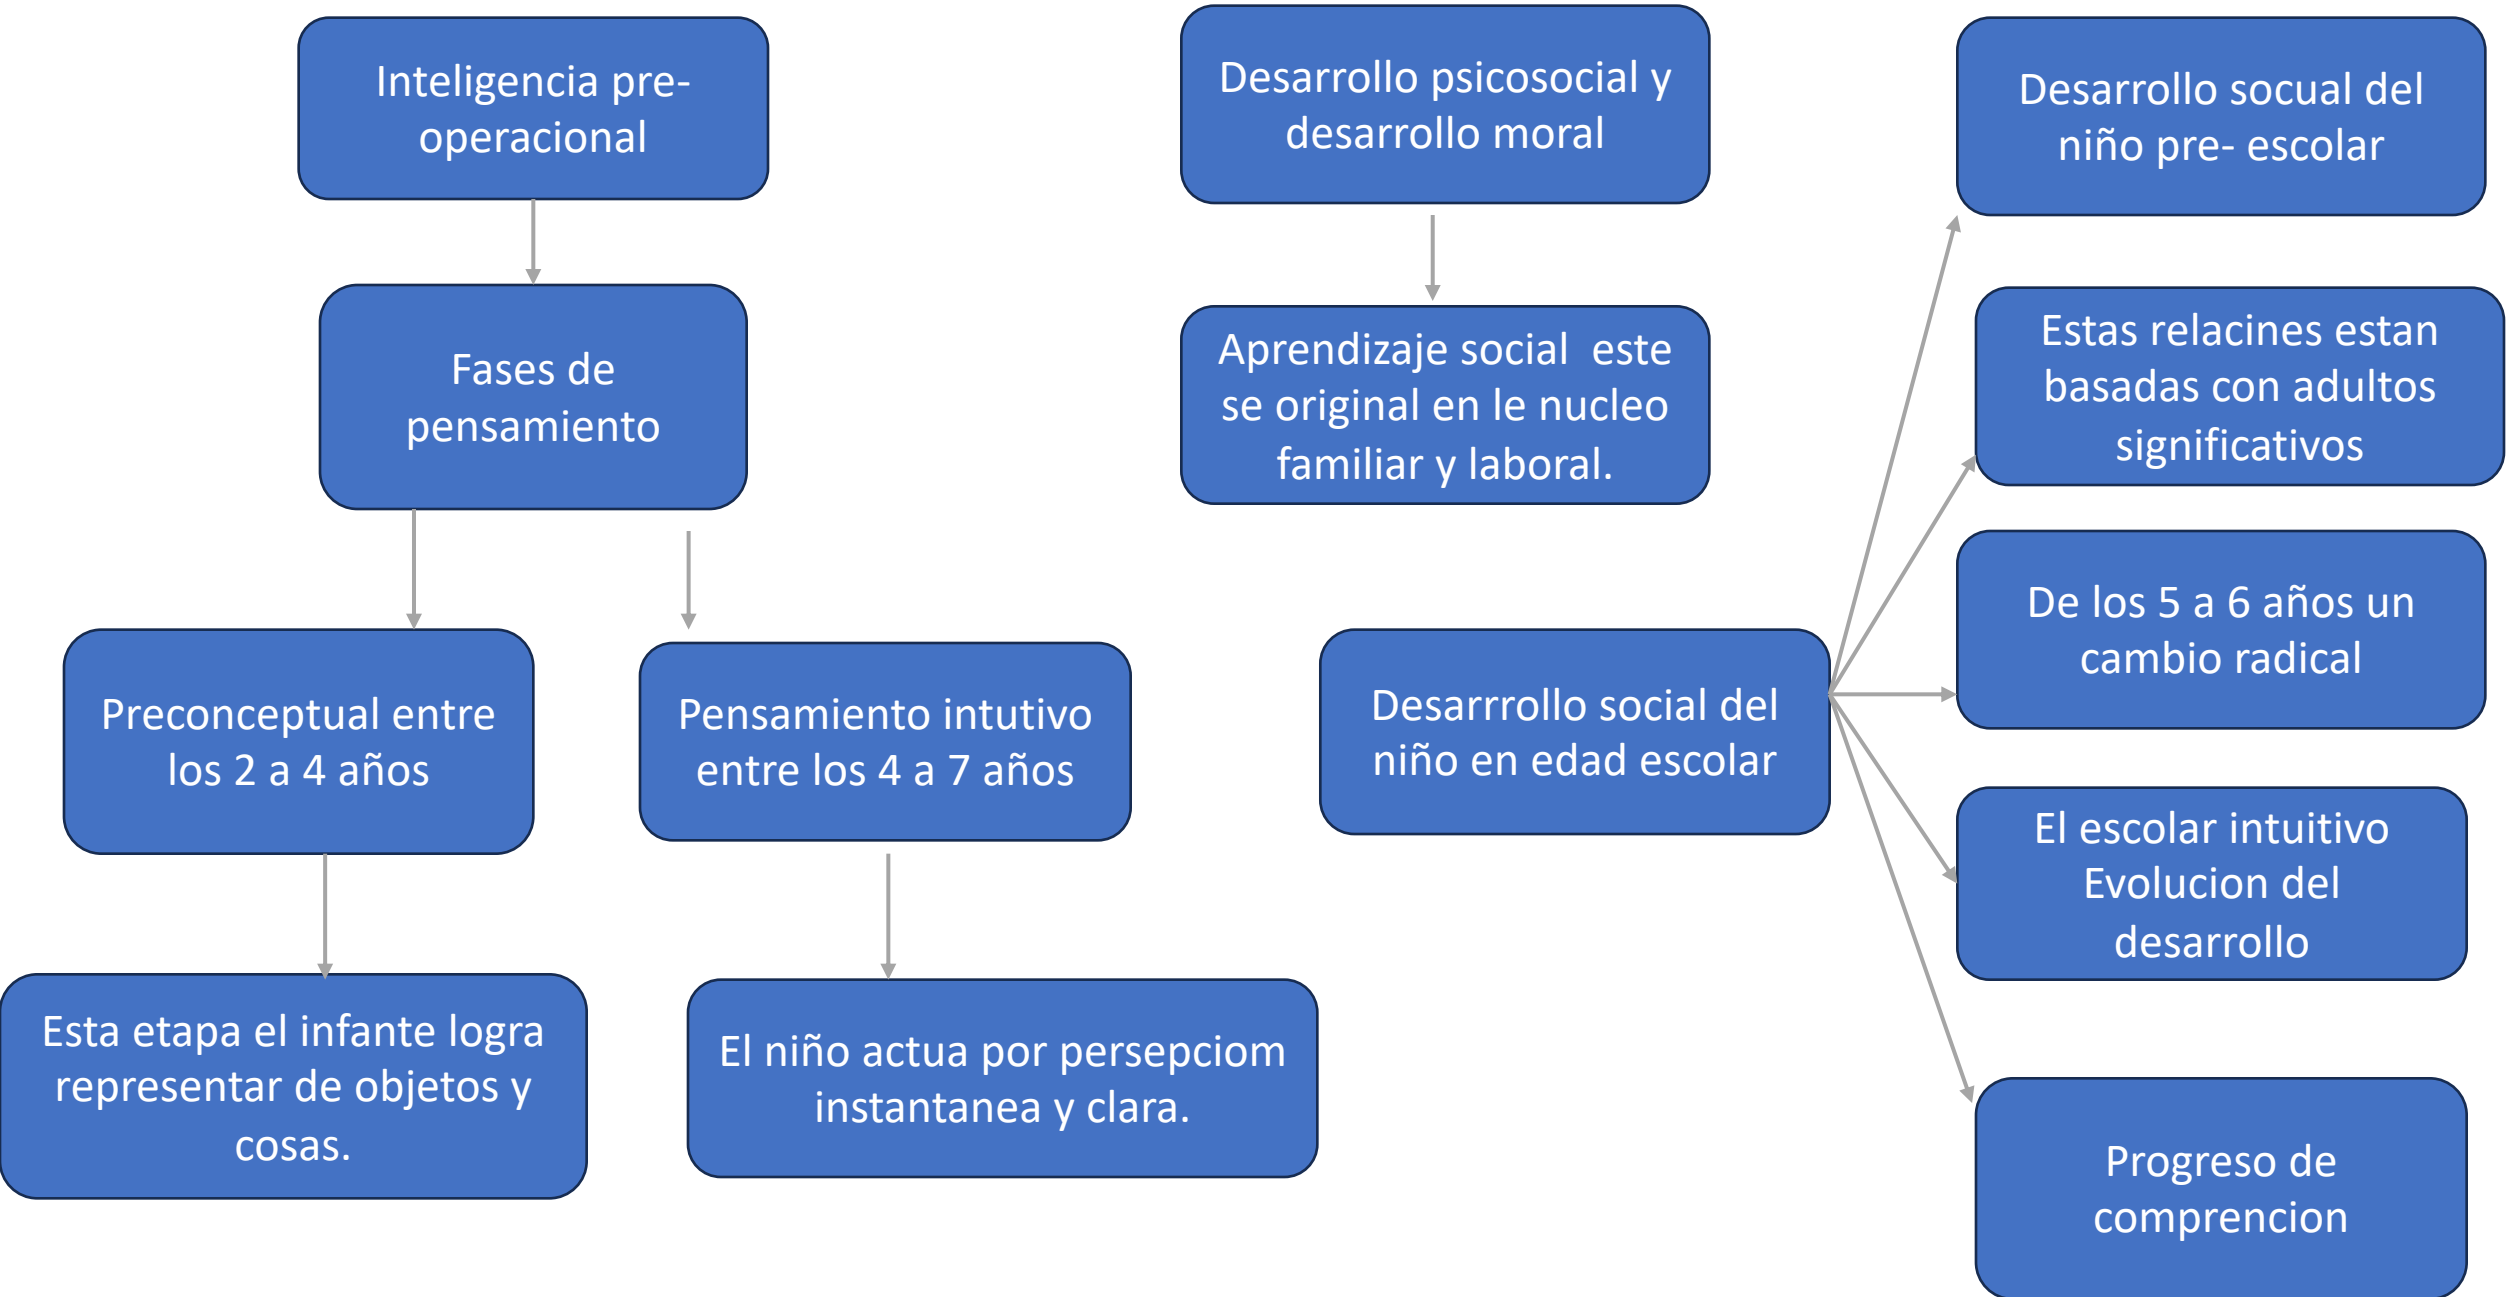 Inteligencia pre-
operacional
Fases de
pensamiento
Preconceptual entre
los 2 a 4 años
Esta etapa el infante logra
representar de objetos y
cosas.
Pensamiento intutivo
entre los 4 a 7 años
El niño actua por persepciom
instantanea y clara.
Desarrollo psicosocial y
desarrollo moral
Aprendizaje social  este
se original en le nucleo
familiar y laboral.
Desarrrollo social del
niño en edad escolar
Desarrollo socual del
niño pre- escolar
Estas relacines estan
basadas con adultos
significativos
De los 5 a 6 años un
cambio radical
El escolar intuitivo
Evolucion del
desarrollo
Progreso de
comprencion